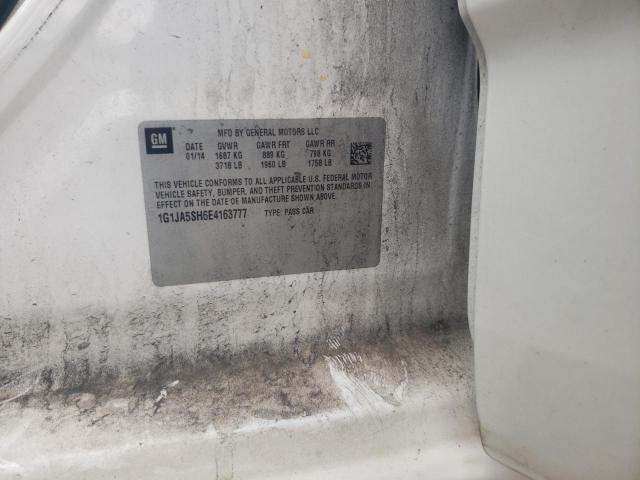 MFD BY GENERAL MOTORS LLC
GM
DATE GVWR GAWR FRT GAWR RR
01/14 1687 KG 889 KG 798 KG
3718 LB 1960 LB 1758 LB
THIS VEHICLE CONFORMS TO ALL APPLICABLE U.S. FEDERAL MOTOR
VEHICLE SAFETY, BUMPER, AND THEFT PREVENTION STANDARDS IN
EFFECT ON THE DATE OF MANUFACTURE SHOWN ABOVE.
1G1JA5SH6E4163777 TYPE: PASS CAR